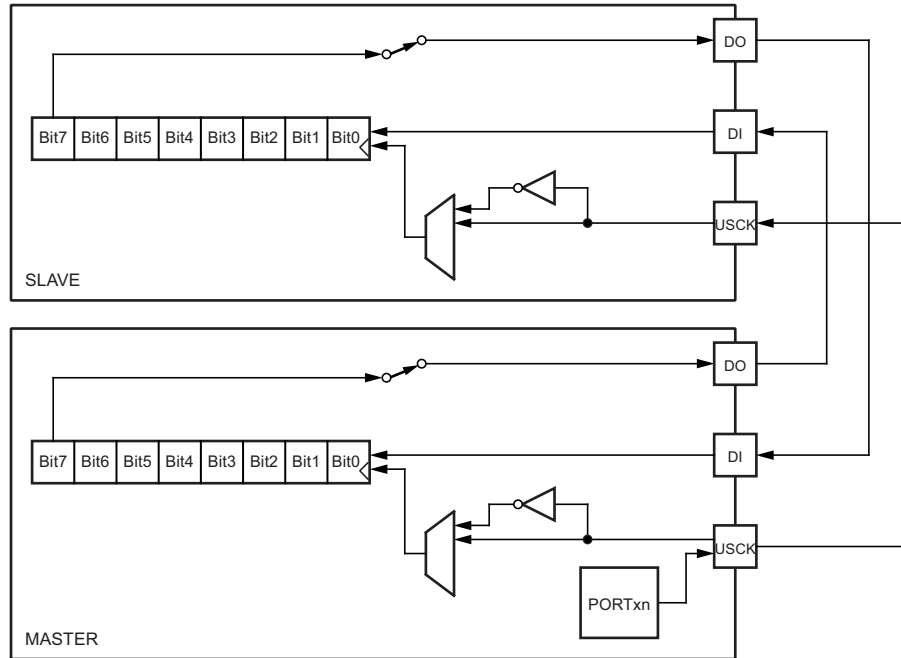 DO
Bit7 Bit6 Bit5 Bit4 Bit3 Bit2 Bit1 Bit0
DI
USCK
SLAVE
DO
Bit7 Bit6 Bit5 Bit4 Bit3 Bit2 Bit1 Bit0
DI
USCK
PORTxn
MASTER